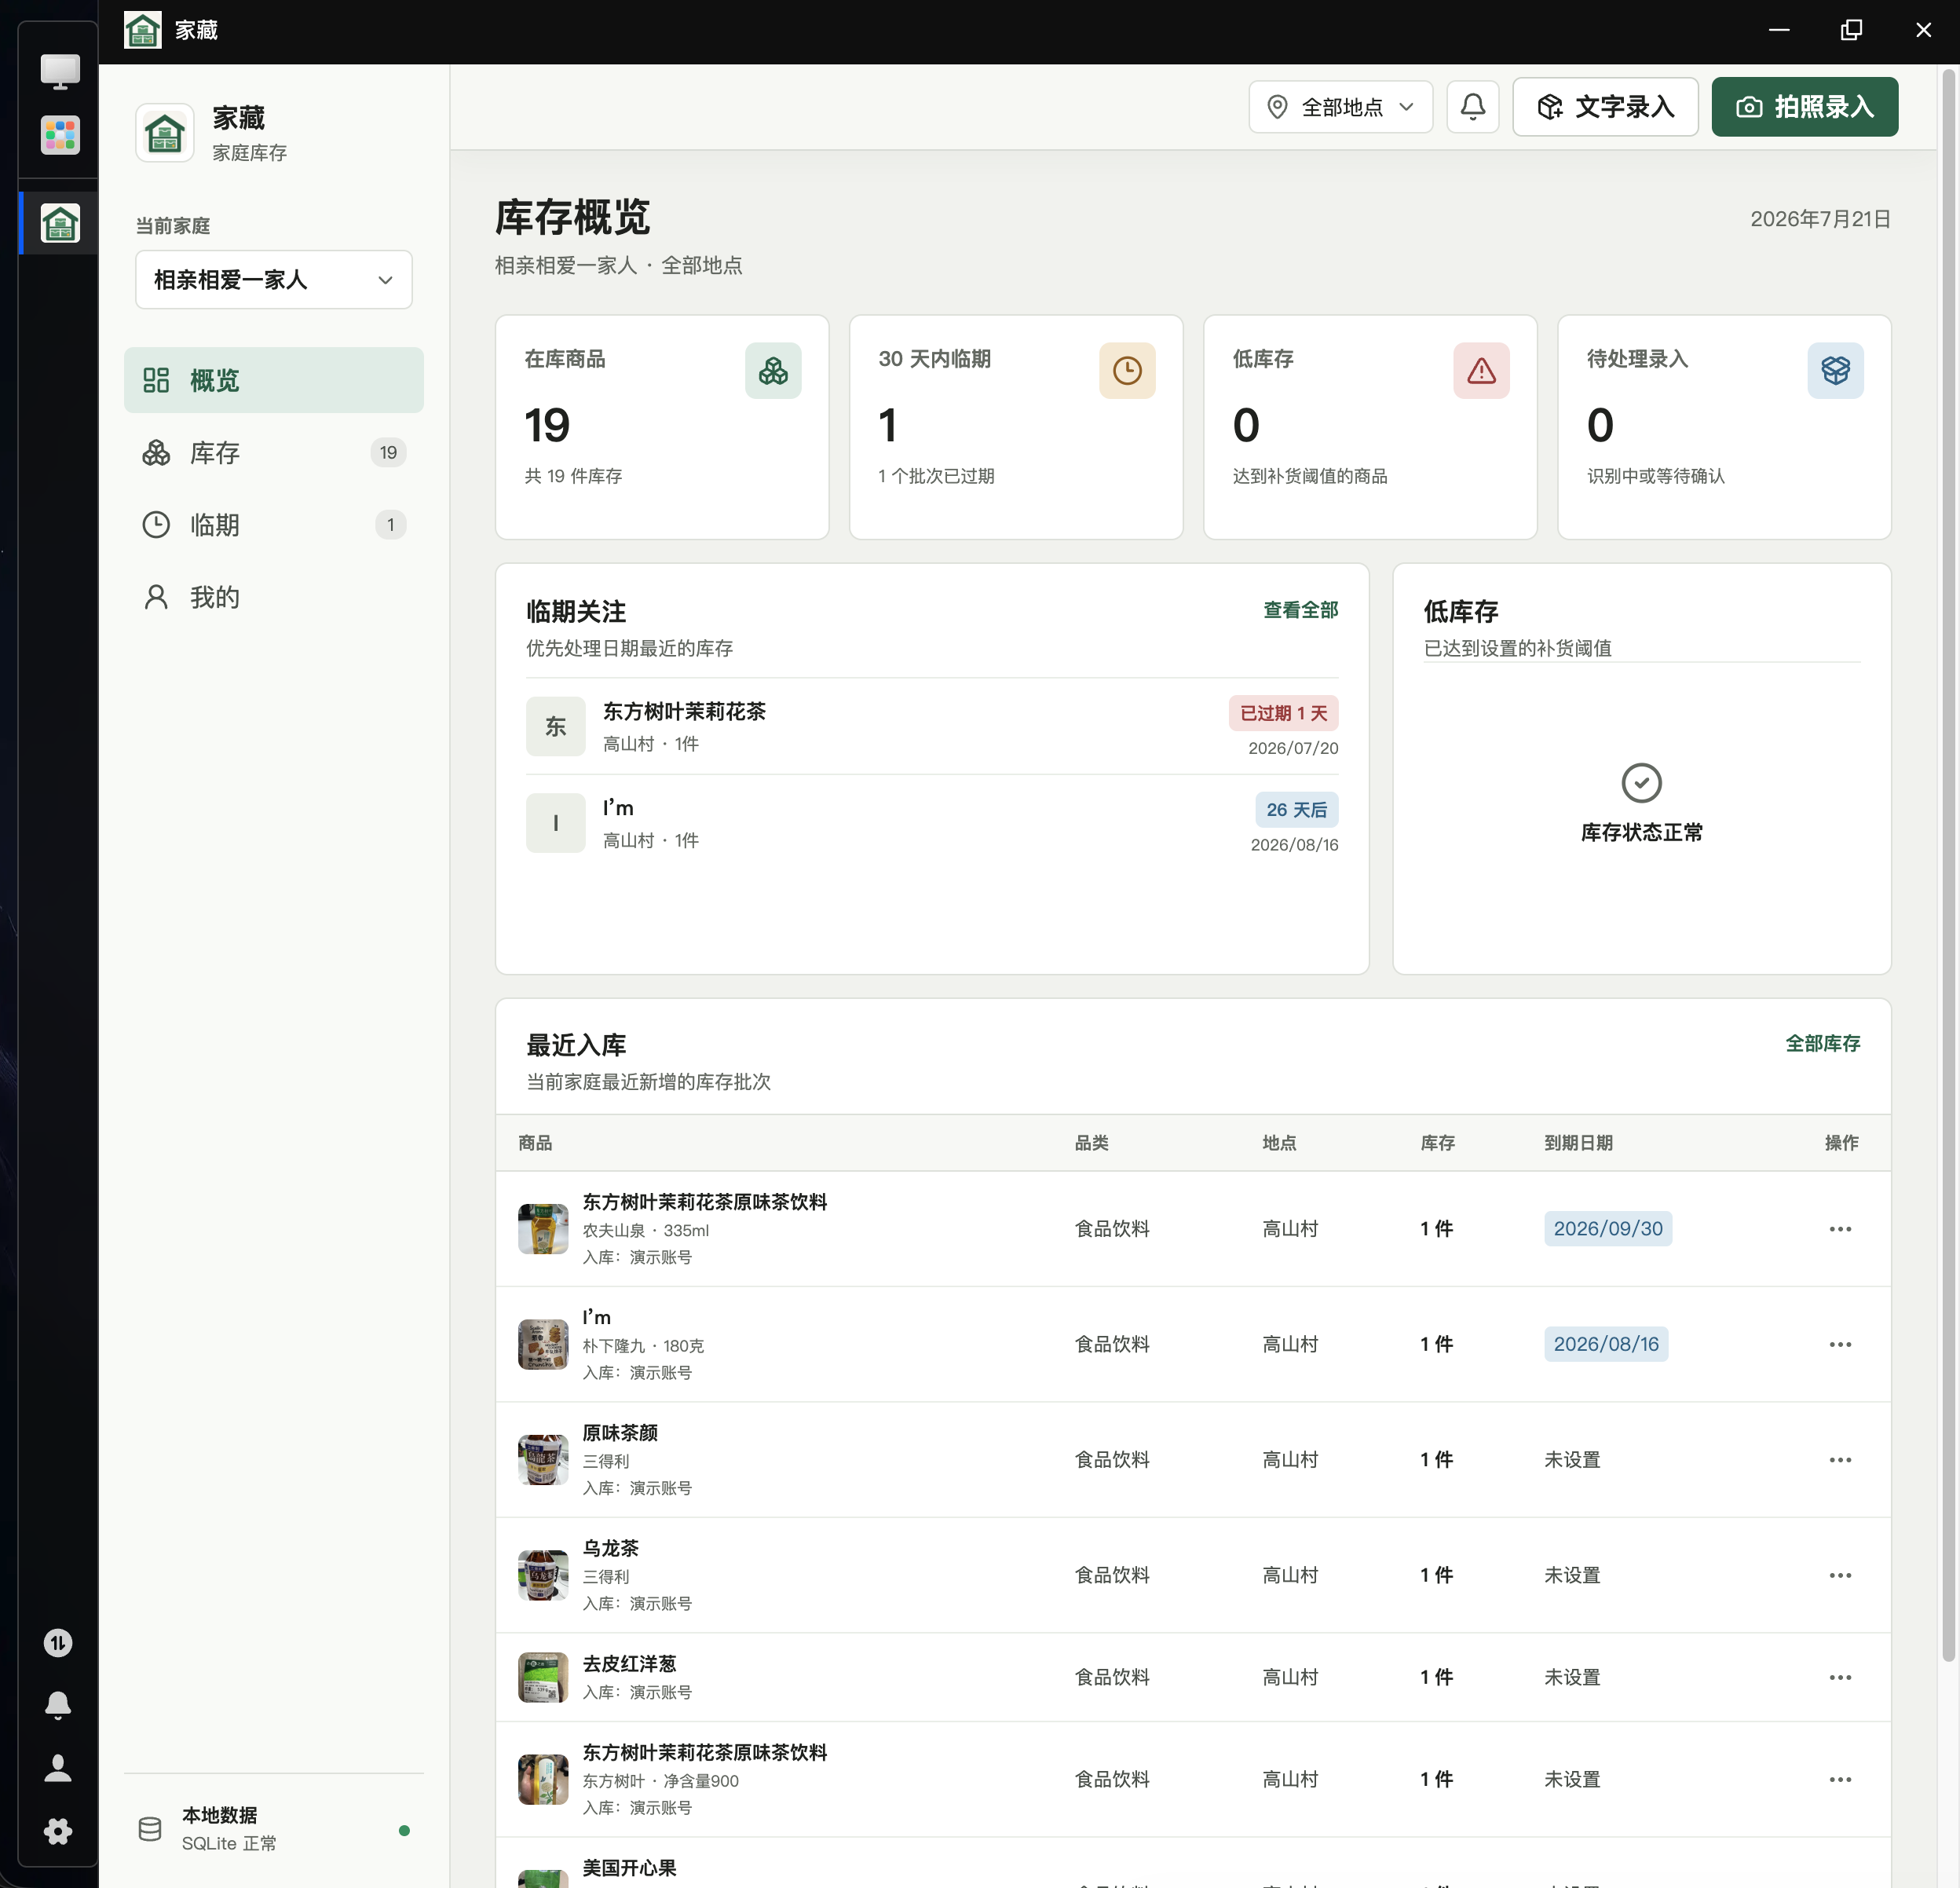 家藏
家藏
家庭库存
当前家庭
相亲相爱一家人
概览
库存 19
临期 1
我的
本地数据
SQLite 正常
全部地点
文字录入
拍照录入
库存概览
2026年7月21日
相亲相爱一家人 · 全部地点
在库商品
19
共 19 件库存
30 天内临期
1
1 个批次已过期
低库存
0
达到补货阈值的商品
待处理录入
0
识别中或等待确认
临期关注
查看全部
优先处理日期最近的库存
东
东方树叶茉莉花茶
高山村 · 1件
已过期 1 天
2026/07/20
I
I’m
高山村 · 1件
26 天后
2026/08/16
低库存
已达到设置的补货阈值
库存状态正常
最近入库
全部库存
当前家庭最近新增的库存批次
商品 品类 地点 库存 到期日期 操作
东方树叶茉莉花茶原味茶饮料
农夫山泉 · 335ml
入库：演示账号
食品饮料 高山村 1 件 2026/09/30
I’m
朴下隆九 · 180克
入库：演示账号
食品饮料 高山村 1 件 2026/08/16
原味茶颜
三得利
入库：演示账号
食品饮料 高山村 1 件 未设置
乌龙茶
三得利
入库：演示账号
食品饮料 高山村 1 件 未设置
去皮红洋葱
入库：演示账号
食品饮料 高山村 1 件 未设置
东方树叶茉莉花茶原味茶饮料
东方树叶 · 净含量900
入库：演示账号
食品饮料 高山村 1 件 未设置
美国开心果